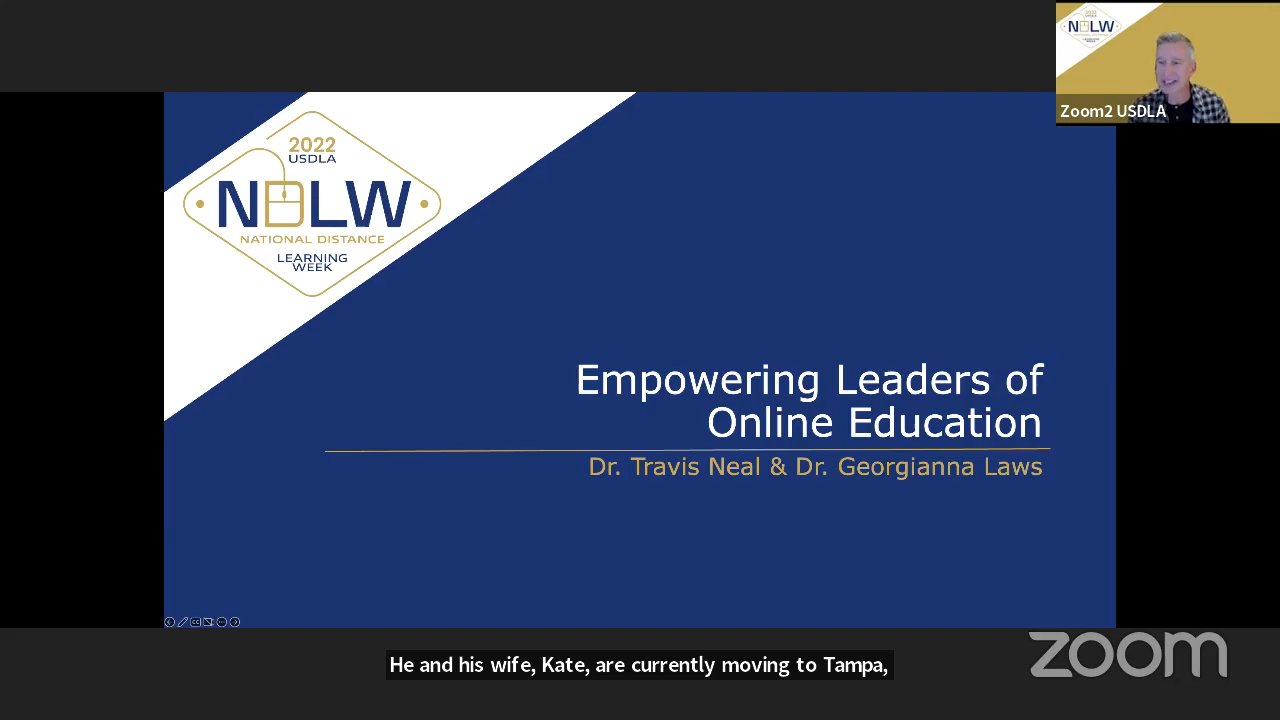 2022
USDLA
NDLW
NATIONAL DISTANCE
LEARNING
WEEK
Empowering Leaders of
Online Education
Dr. Travis Neal & Dr. Georgianna Laws
NDLW
Zoom2 USDLA
He and his wife, Kate, are currently moving to Tampa,
zoom